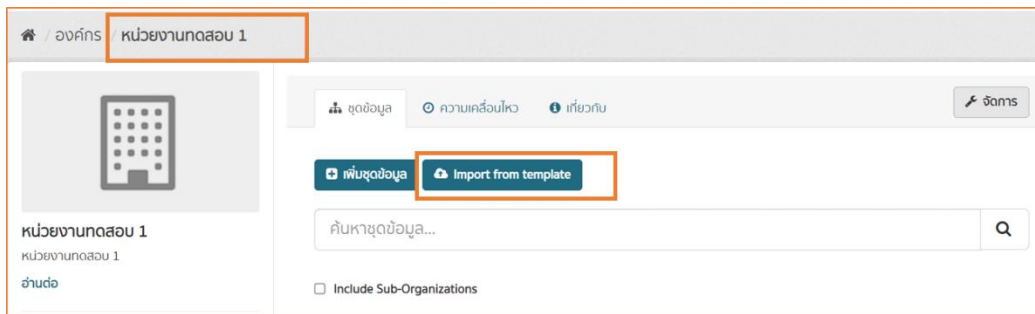 / องค์กร / หน่วยงานทดสอบ 1
ชุดข้อมูล ความเคลื่อนไหว เกี่ยวกับ จัดการ
เพิ่มชุดข้อมูล Import from template
ค้นหาชุดข้อมูล...
หน่วยงานทดสอบ 1
หน่วยงานทดสอบ 1
อ่านต่อ
Include Sub-Organizations